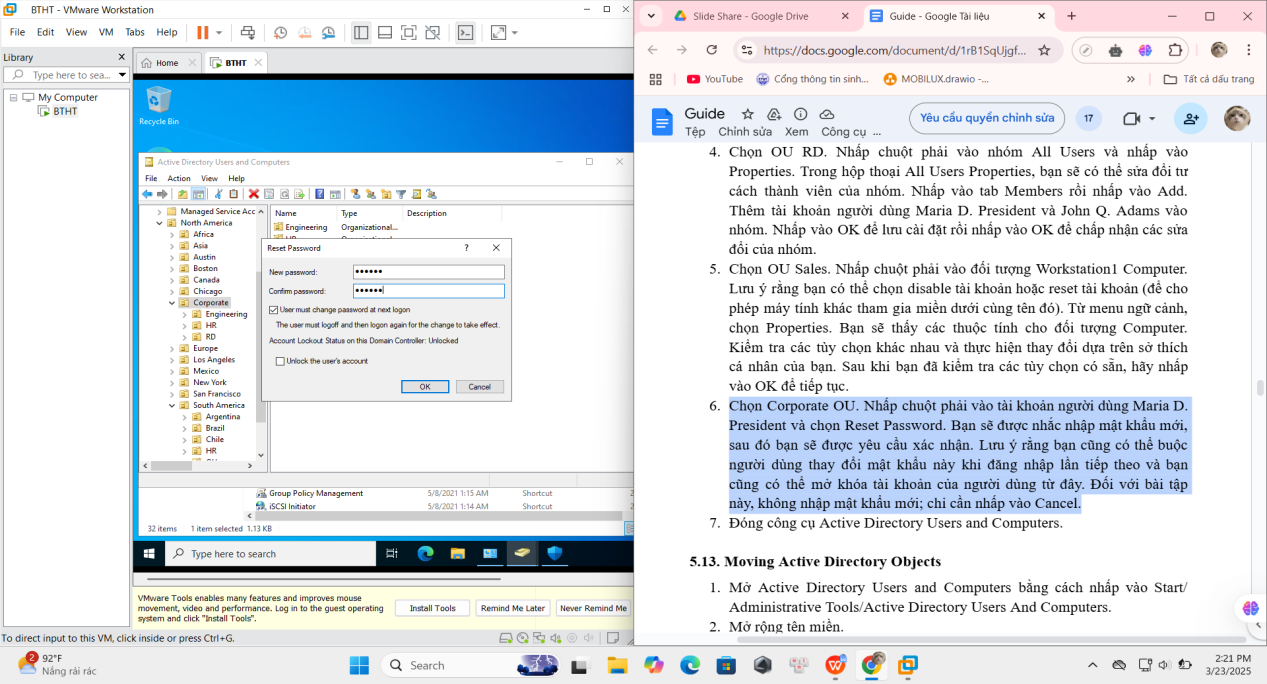 BTHT - VMware Workstation
File Edit View VM Tabs Help
Library
Type here to sea...
My Computer
BTHT
Home
BTHT
Recycle Bin
Active Directory Users and Computers
File Action View Help
Managed Service Acc
North America
Africa
Asia
Austin
Boston
Canada
Chicago
Corporate
Engineering
HR
RD
Europe
Los Angeles
Mexico
New York
San Francisco
South America
Argentina
Brazil
Chile
HR
Name Type Description
Engineering Organizational...
Reset Password
New password:
Confirm password:
User must change password at next logon
The user must logoff and then logon again for the change to take effect.
Account Lockout Status on this Domain Controller: Unlocked
Unlock the user's account
OK Cancel
Group Policy Management 5/8/2021 1:15 AM Shortcut
iSCSI Initiator 5/8/2021 1:14 AM Shortcut
32 items 1 item selected 1.13 KB
Type here to search
VMware Tools enables many features and improves mouse
movement, video and performance. Log in to the guest operating
system and click "Install Tools".
Install Tools Remind Me Later Never Remind Me
To direct input to this VM, click inside or press Ctrl+G.
Slide Share - Google Drive
Guide - Google Tài liệu
https://docs.google.com/document/d/1rB1SqUjgf...
YouTube
Cổng thông tin sinh...
MOBILUX.drawio -...
Tất cả dấu trang
Guide
Tệp Chỉnh sửa Xem Công cụ ...
Yêu cầu quyền chỉnh sửa
17
4. Chọn OU RD. Nhấp chuột phải vào nhóm All Users và nhấp vào
Properties. Trong hộp thoại All Users Properties, bạn sẽ có thể sửa đổi tư
cách thành viên của nhóm. Nhấp vào tab Members rồi nhấp vào Add.
Thêm tài khoản người dùng Maria D. President và John Q. Adams vào
nhóm. Nhấp vào OK để lưu cài đặt rồi nhấp vào OK để chấp nhận các sửa
đổi của nhóm.
5. Chọn OU Sales. Nhấp chuột phải vào đối tượng Workstation1 Computer.
Lưu ý rằng bạn có thể chọn disable tài khoản hoặc reset tài khoản (để cho
phép máy tính khác tham gia miền dưới cùng tên đó). Từ menu ngữ cảnh,
chọn Properties. Bạn sẽ thấy các thuộc tính cho đối tượng Computer.
Kiểm tra các tùy chọn khác nhau và thực hiện thay đổi dựa trên sở thích
cá nhân của bạn. Sau khi bạn đã kiểm tra các tùy chọn có sẵn, hãy nhấp
vào OK để tiếp tục.
6. Chọn Corporate OU. Nhấp chuột phải vào tài khoản người dùng Maria D.
President và chọn Reset Password. Bạn sẽ được nhắc nhập mật khẩu mới,
sau đó bạn sẽ được yêu cầu xác nhận. Lưu ý rằng bạn cũng có thể buộc
người dùng thay đổi mật khẩu này khi đăng nhập lần tiếp theo và bạn
cũng có thể mở khóa tài khoản của người dùng từ đây. Đối với bài tập
này, không nhập mật khẩu mới; chỉ cần nhấp vào Cancel.
7. Đóng công cụ Active Directory Users and Computers.
5.13. Moving Active Directory Objects
1. Mở Active Directory Users and Computers bằng cách nhấp vào Start/
Administrative Tools/Active Directory Users And Computers.
2. Mở rộng tên miền.
2
92°F
Nắng rải rác
Search
2:21 PM
3/23/2025